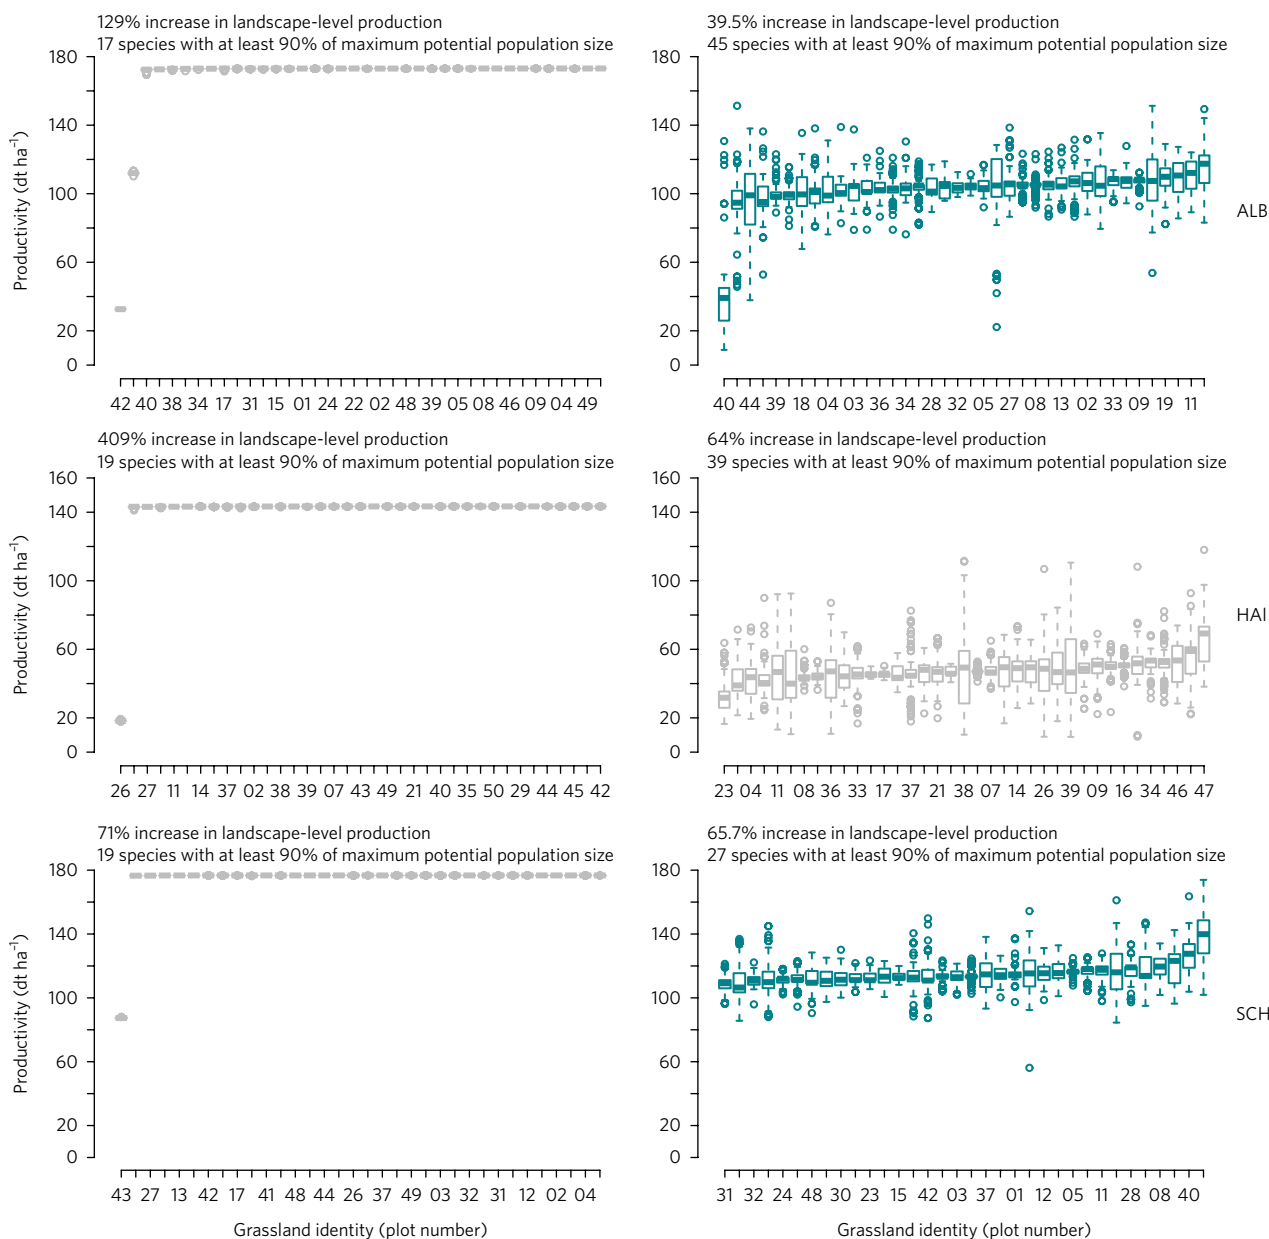 129% increase in landscape-level production
17 species with at least 90% of maximum potential population size
180
140
100
60
20
0
Productivity (dt ha⁻¹)
42 40 38 34 17 31 15 01 24 22 02 48 39 05 08 46 09 04 49
39.5% increase in landscape-level production
45 species with at least 90% of maximum potential population size
180
140
100
60
20
0
40 44 39 18 04 03 36 34 28 32 05 27 08 13 02 33 09 19 11
ALB
409% increase in landscape-level production
19 species with at least 90% of maximum potential population size
160
140
100
60
20
0
Productivity (dt ha⁻¹)
26 27 11 14 37 02 38 39 07 43 49 21 40 35 50 29 44 45 42
64% increase in landscape-level production
39 species with at least 90% of maximum potential population size
160
140
100
60
20
0
23 04 11 08 36 33 17 37 21 38 07 14 26 39 09 16 34 46 47
HAI
71% increase in landscape-level production
19 species with at least 90% of maximum potential population size
180
140
100
60
20
0
Productivity (dt ha⁻¹)
43 27 13 42 17 41 48 44 26 37 49 03 32 31 12 02 04
Grassland identity (plot number)
65.7% increase in landscape-level production
27 species with at least 90% of maximum potential population size
180
140
100
60
20
0
31 32 24 48 30 23 15 42 03 37 01 12 05 11 28 08 40
Grassland identity (plot number)
SCH